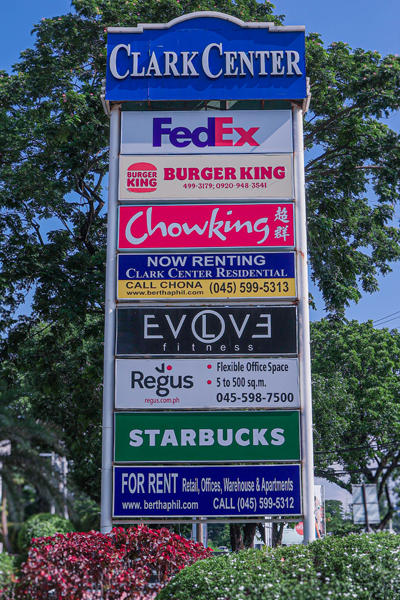 CLARK CENTER
FedEx
BURGER KING
BURGER KING
499-3179; 0920-948-3541
Chowking 超群
NOW RENTING
CLARK CENTER RESIDENTIAL
CALL CHONA (045) 599-5313
www.berthaphil.com
EVOLVE
fitness
Regus
regus.com.ph
• Flexible Office Space
• 5 to 500 sq.m.
045-598-7500
STARBUCKS
FOR RENT Retail, Offices, Warehouse & Apartments
www.berthaphil.com CALL (045) 599-5312